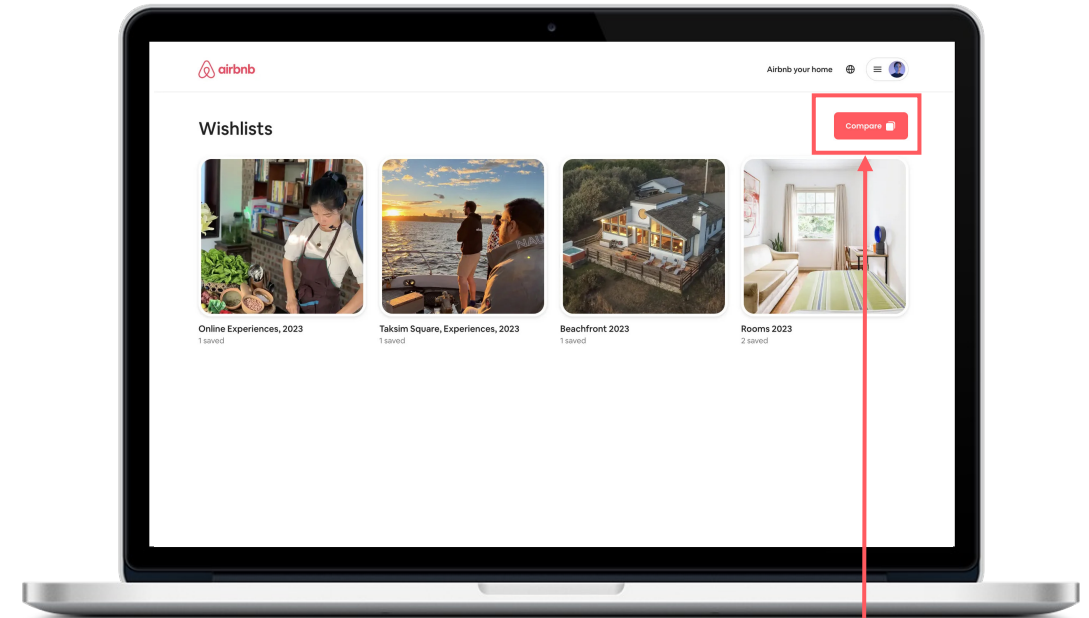 airbnb
Airbnb your home
Wishlists
Compare
Online Experiences, 2023
1 saved
Taksim Square, Experiences, 2023
1 saved
Beachfront 2023
1 saved
Rooms 2023
2 saved